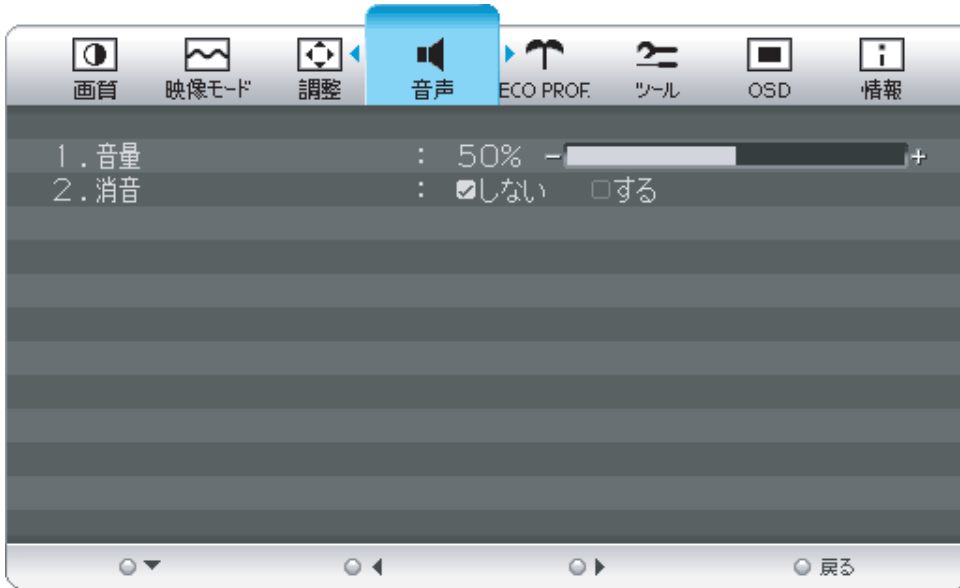 画質 映像モード 調整 音声 ECO PROF. ツール OSD 情報
1.音量 : 50% - +
2.消音 : しない する
戻る